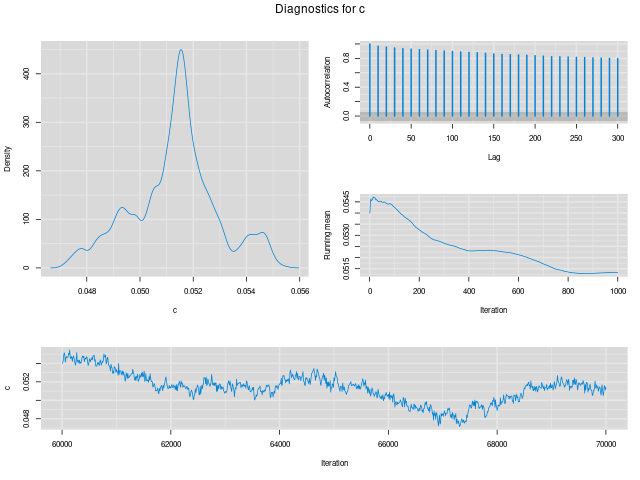 Diagnostics for c
Density
400
300
200
100
0
0.048 0.050 0.052 0.054 0.056
c
Autocorrelation
0.8
0.4
0.0
0 50 100 150 200 250 300
Lag
Running mean
0.0545
0.0530
0.0515
0 200 400 600 800 1000
Iteration
c
0.052
0.048
60000 62000 64000 66000 68000 70000
Iteration